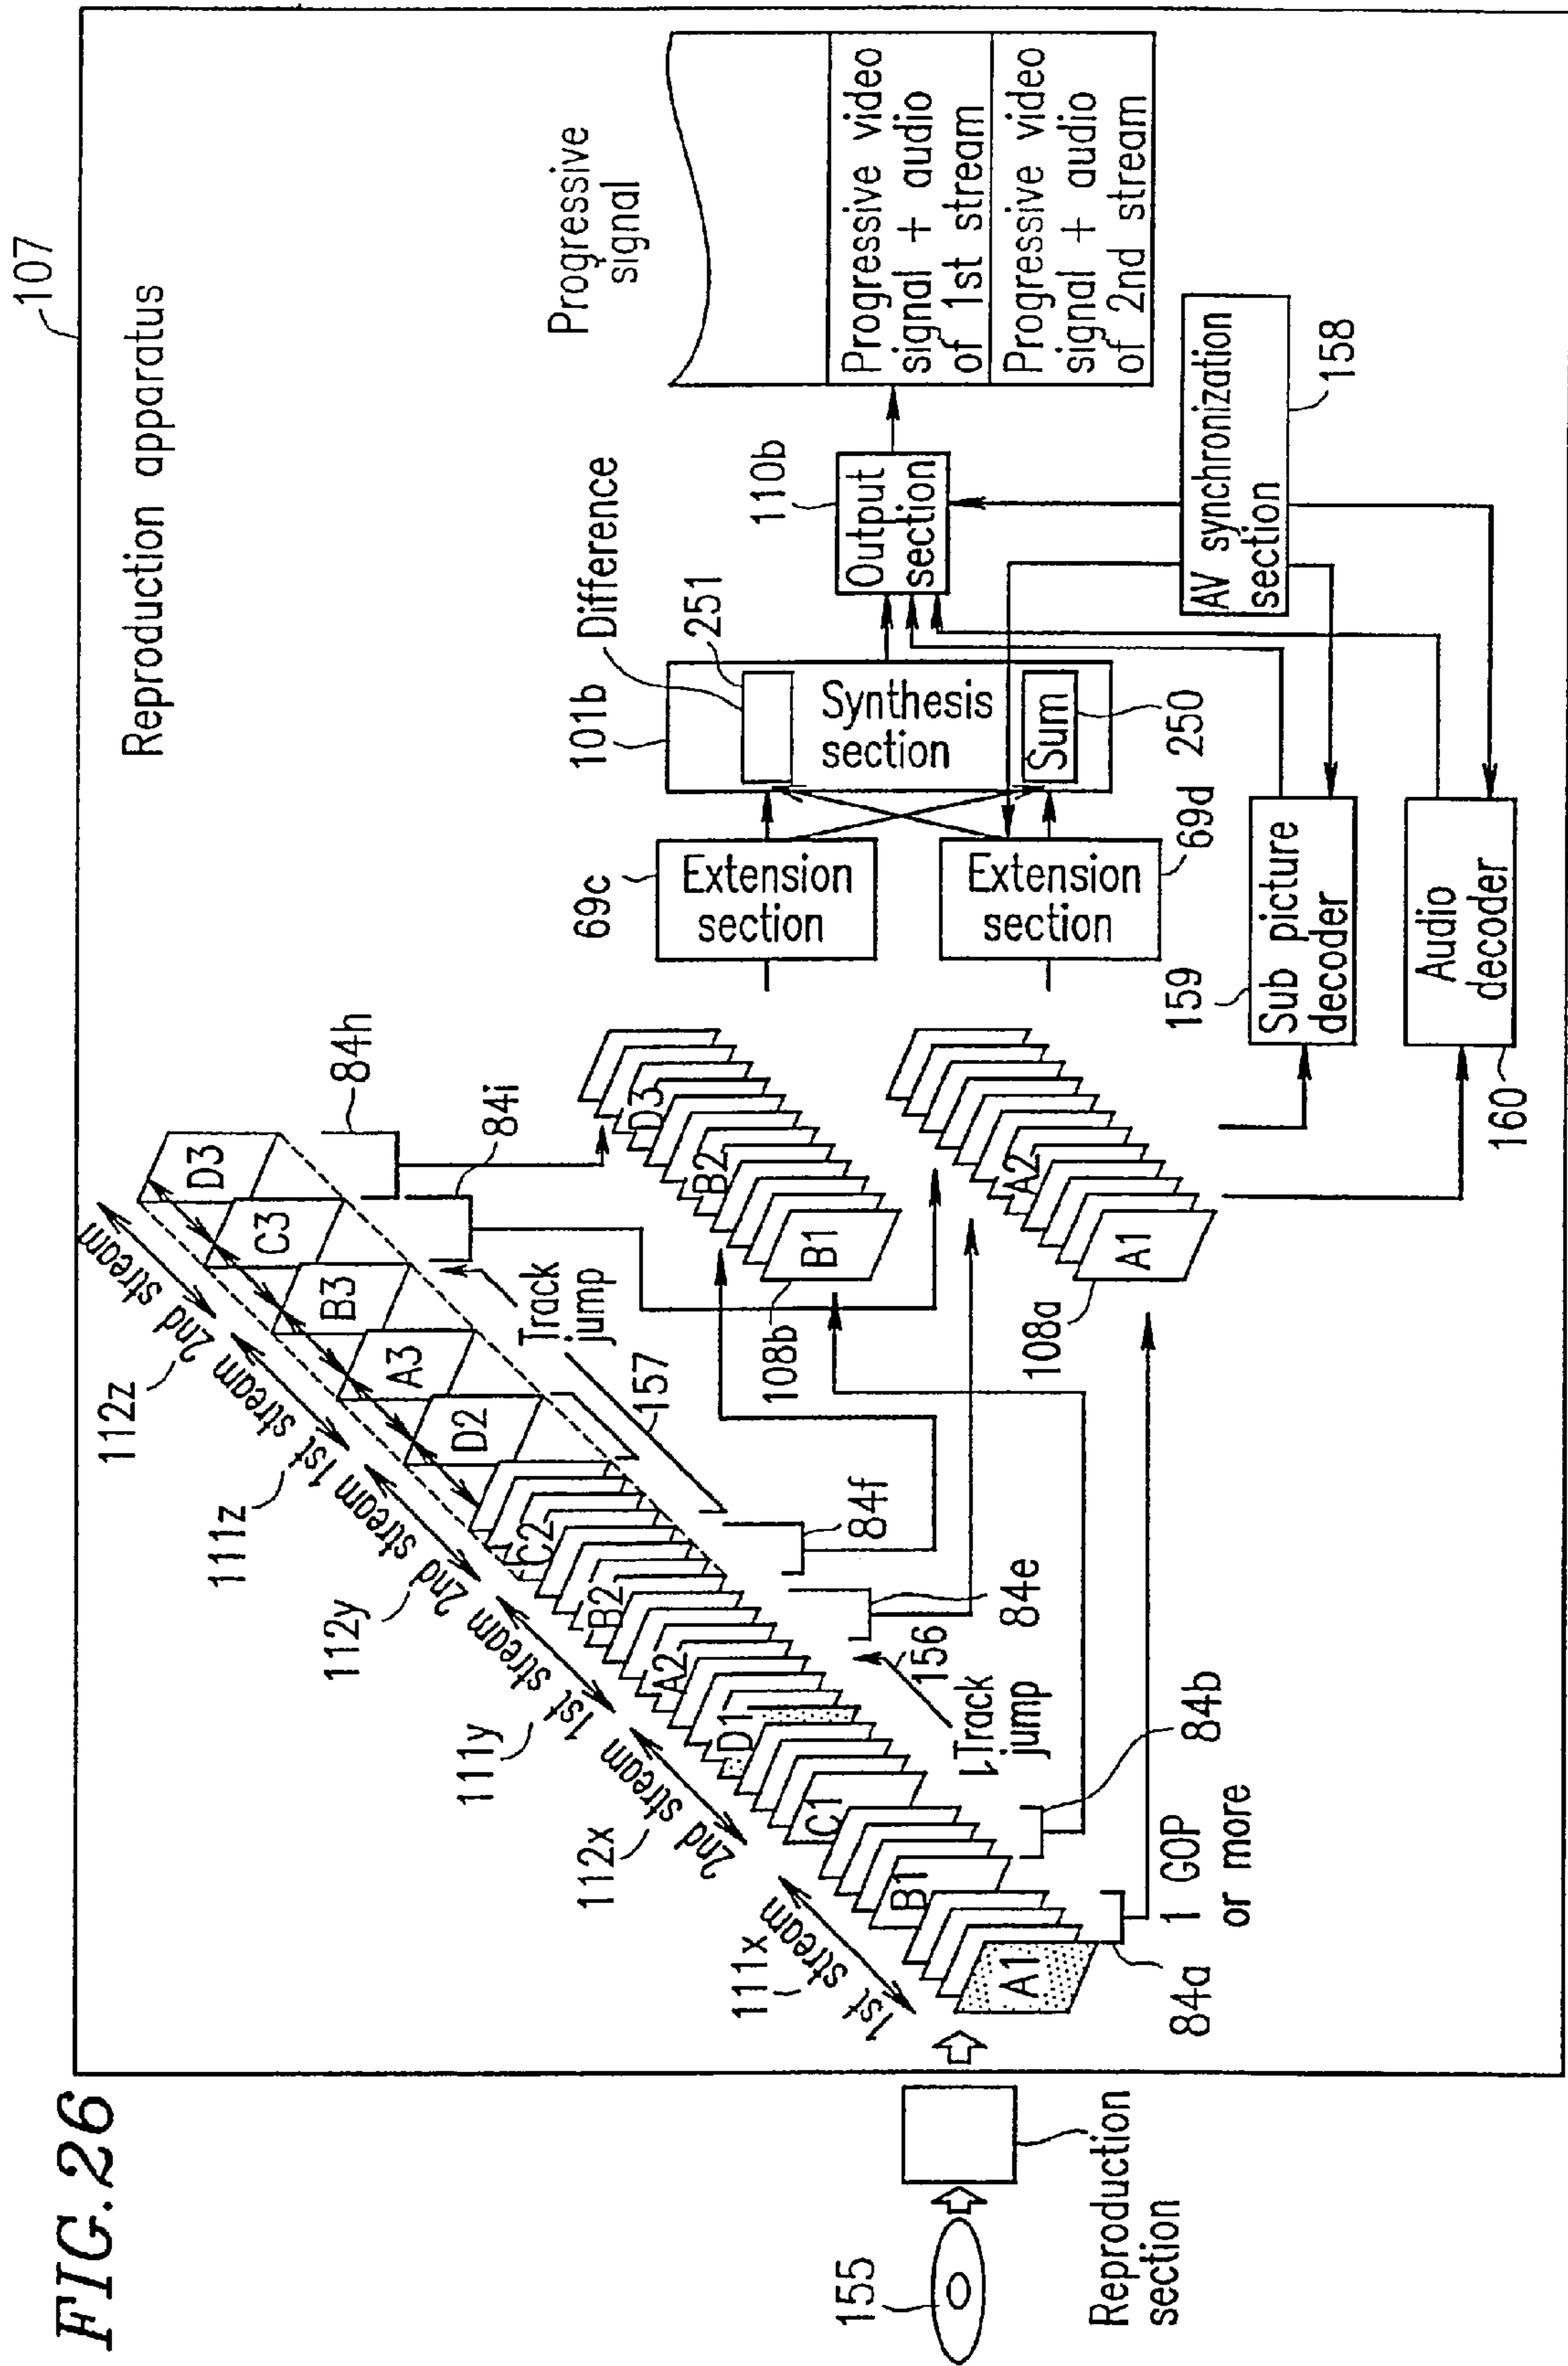 FIG.26
107
Reproduction apparatus
155
Reproduction
section
1st stream
111x
2nd stream
112x
1st stream
111y
2nd stream
112y
1st stream
111z
2nd stream
112z
A1
B1
C1
D1
A2
B2
C2
D2
A3
B3
C3
D3
84a
1 GOP
or more
84b
Track
jump
156
84e
84f
157
Track
jump
84i
84h
D3
B2
B1
108b
A2
A1
108a
69c
Extension
section
Extension
section
69d
159
Sub picture
decoder
Audio
decoder
160
101b
251
Difference
Synthesis
section
Sum
250
110b
Output
section
AV synchronization
section
158
Progressive
signal
Progressive video
signal + audio
of 1st stream
Progressive video
signal + audio
of 2nd stream